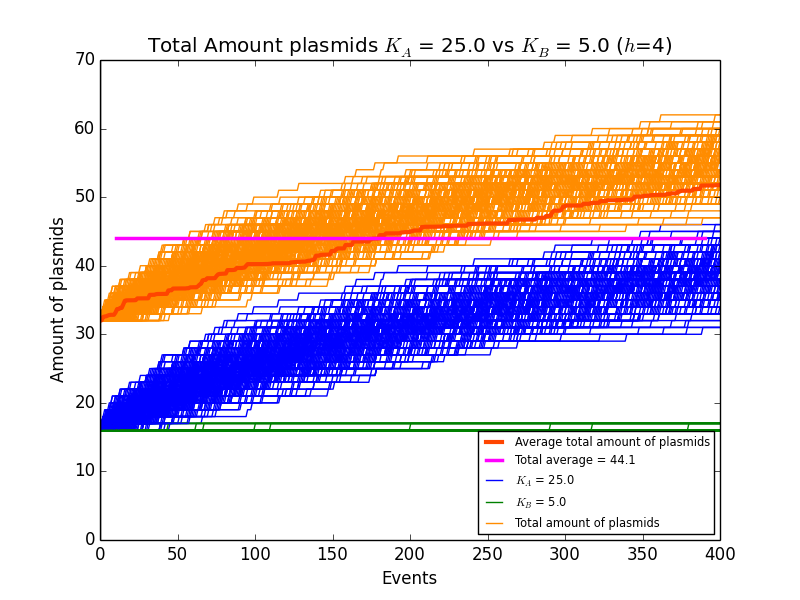 Total Amount plasmids K_A = 25.0 vs K_B = 5.0 (h=4)
70
60
50
40
30
20
10
0
Amount of plasmids
Average total amount of plasmids
Total average = 44.1
K_A = 25.0
K_B = 5.0
Total amount of plasmids
0 50 100 150 200 250 300 350 400
Events